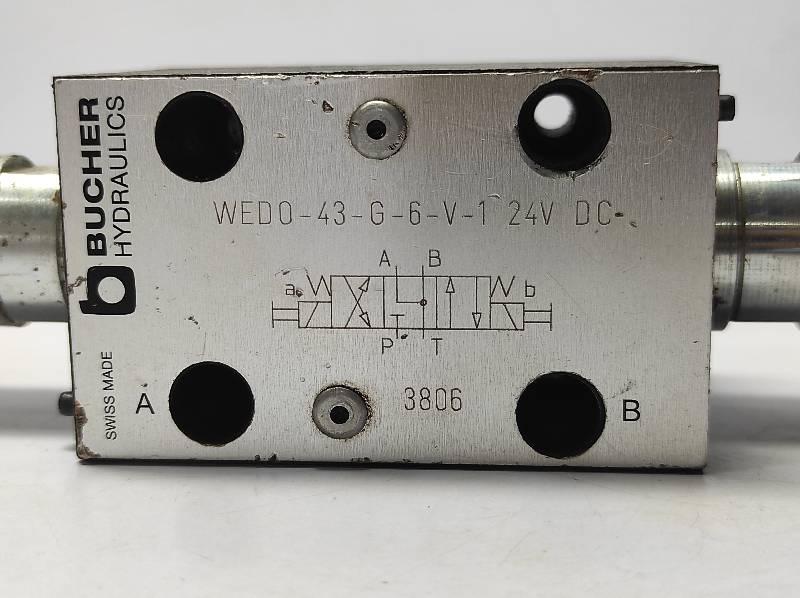 BUCHER
HYDRAULICS
WEDO-43-G-6-V-1 24V DC
A B
a b
P T
SWISS MADE
A 3806 B